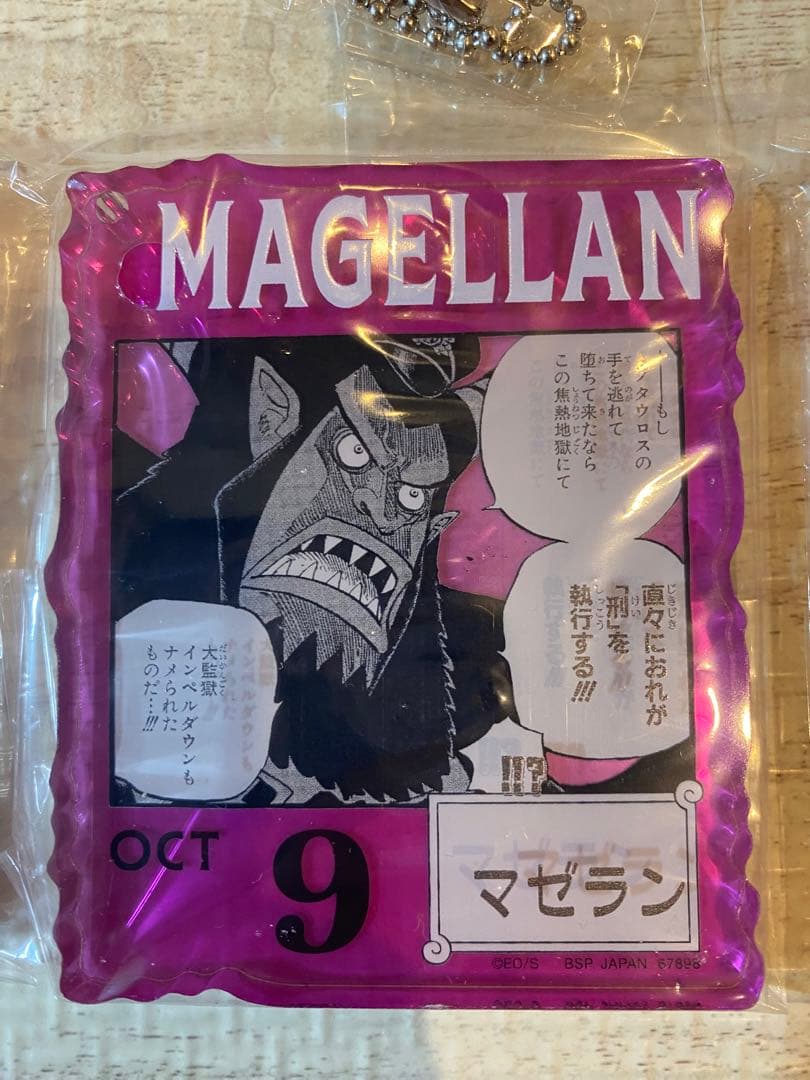 MAGELLAN
もし
タウロスの
手を逃れて
堕ちて来たなら
この焦熱地獄にて
直々におれが
「刑」を
執行する!!!
大監獄
インペルダウンも
ナメられた
ものだ…!!!
!!!?
OCT
9
マゼラン
©EO/S BSP JAPAN 67898